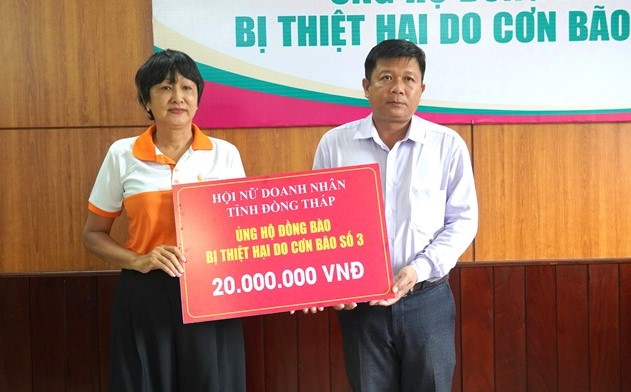 BỊ THIỆT HẠI DO CƠN BÃO
HỘI NỮ DOANH NHÂN
TỈNH ĐỒNG THÁP
ỦNG HỘ ĐỒNG BÀO
BỊ THIỆT HẠI DO CƠN BÃO SỐ 3
20.000.000 VNĐ